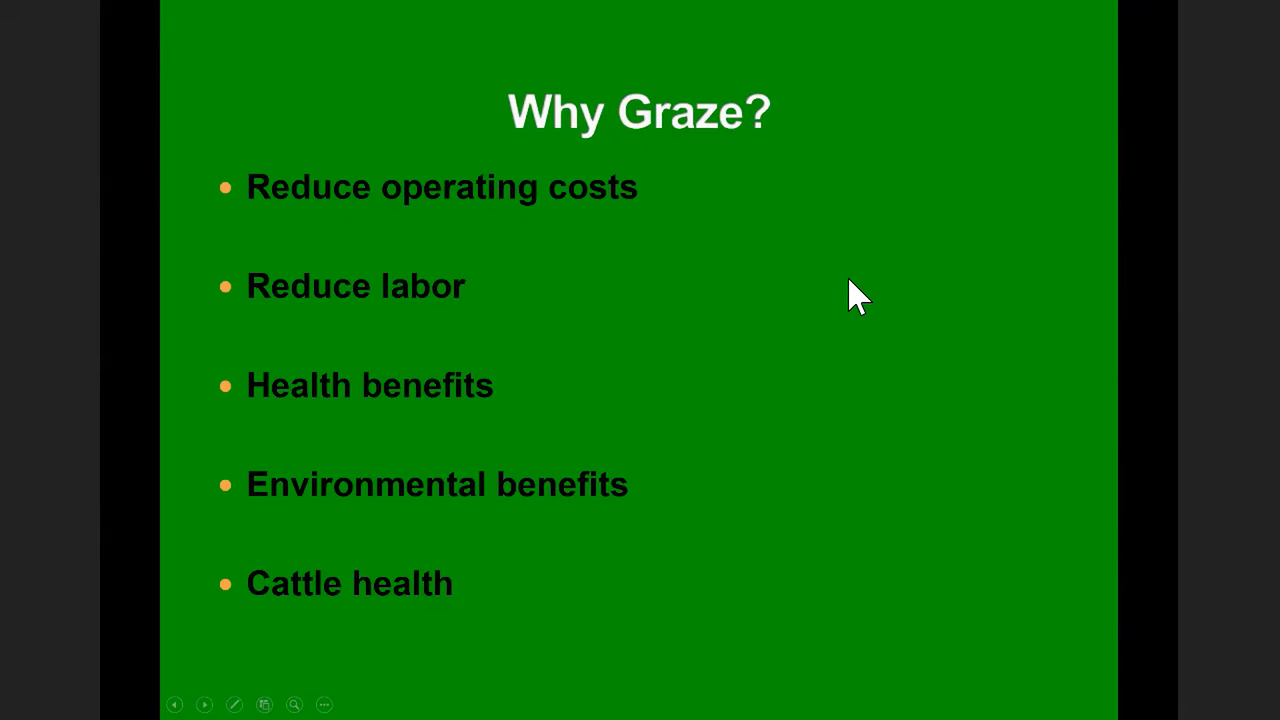 Why Graze?
• Reduce operating costs
• Reduce labor
• Health benefits
• Environmental benefits
• Cattle health